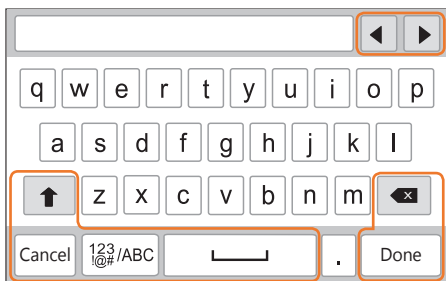 q w e r t y u i o p
a s d f g h j k l
z x c v b n m
Cancel 123!@#/ABC . Done